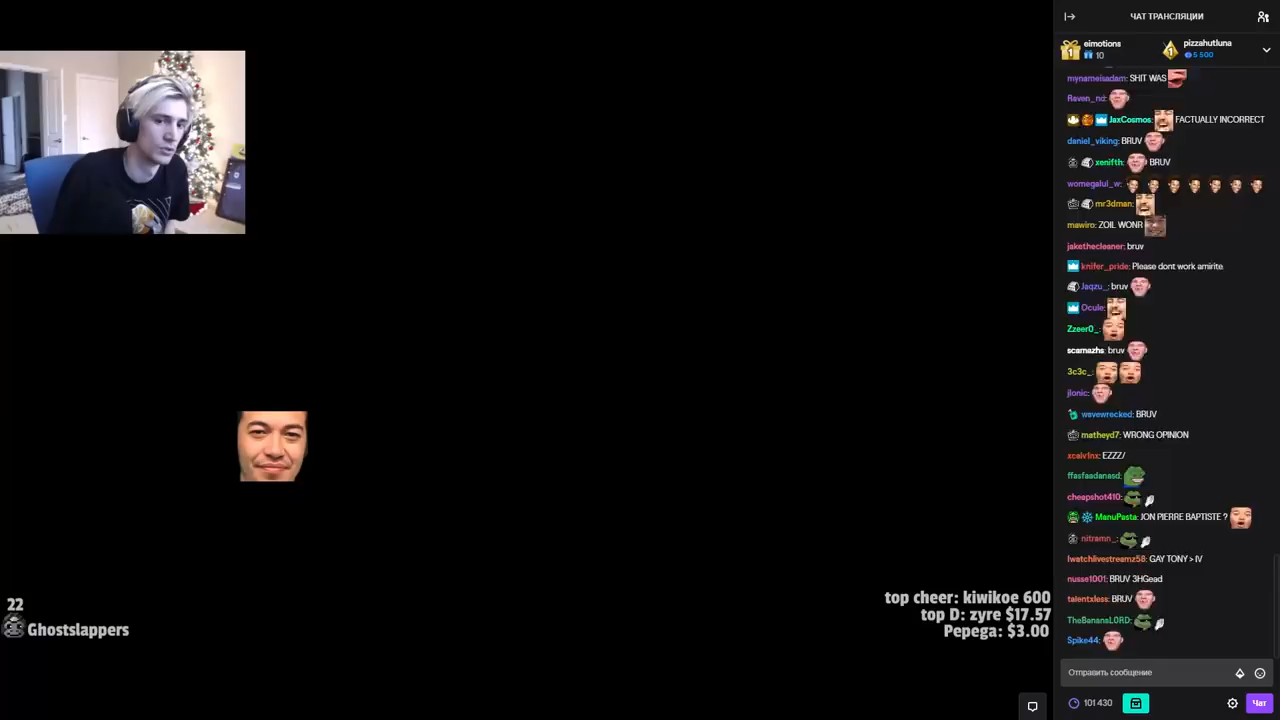 22
Ghostslappers
top cheer: kiwikoe 600
top D: zyre $17.57
Pepega: $3.00
ЧАТ ТРАНСЛЯЦИИ
eimotions
10
pizzahutluna
5 500
mynameisadam: SHIT WAS
Raven_nd:
JaxCosmos: FACTUALLY INCORRECT
daniel_viking: BRUV
xenifth: BRUV
womegalul_w:
mr3dman:
mawiro: ZOIL WONR
jakethecleaner: bruv
knifer_pride: Please dont work amirite
Jaqzu_: bruv
Ocule:
Zzeer0_:
scamazhs: bruv
3c3c_:
jlonic:
wavewrecked: BRUV
matheyd7: WRONG OPINION
xcalv1nx: EZZZ/
ffasfasdanasd:
cheapshot410:
ManuPasta: JON PIERRE BAPTISTE ?
nitramn_:
Iwatchlivestreamz58: GAY TONY > IV
nusse1001: BRUV 3HGead
talentxless: BRUV
TheBananaL0RD:
Spike44:
Отправить сообщение
101 430
Чат